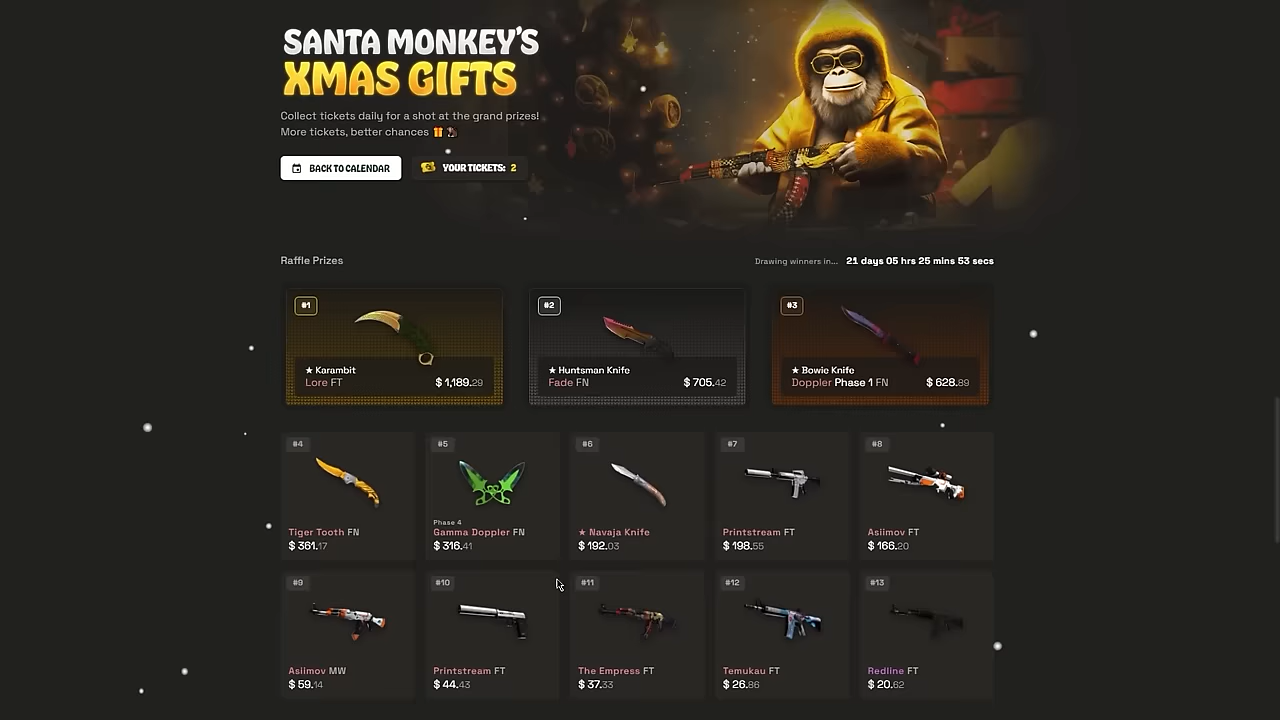 SANTA MONKEY'S
XMAS GIFTS
Collect tickets daily for a shot at the grand prizes!
More tickets, better chances
BACK TO CALENDAR
YOUR TICKETS: 2
Raffle Prizes
Drawing winners in... 21 days 05 hrs 25 mins 53 secs
#1
★ Karambit
Lore FT
$ 1,189.29
#2
★ Huntsman Knife
Fade FN
$ 705.42
#3
★ Bowie Knife
Doppler Phase 1 FN
$ 628.89
#4
Tiger Tooth FN
$ 361.17
#5
Phase 4
Gamma Doppler FN
$ 316.41
#6
★ Navaja Knife
$ 192.03
#7
Printstream FT
$ 198.55
#8
Asiimov FT
$ 166.20
#9
Asiimov MW
$ 59.14
#10
Printstream FT
$ 44.43
#11
The Empress FT
$ 37.33
#12
Temukau FT
$ 26.86
#13
Redline FT
$ 20.62